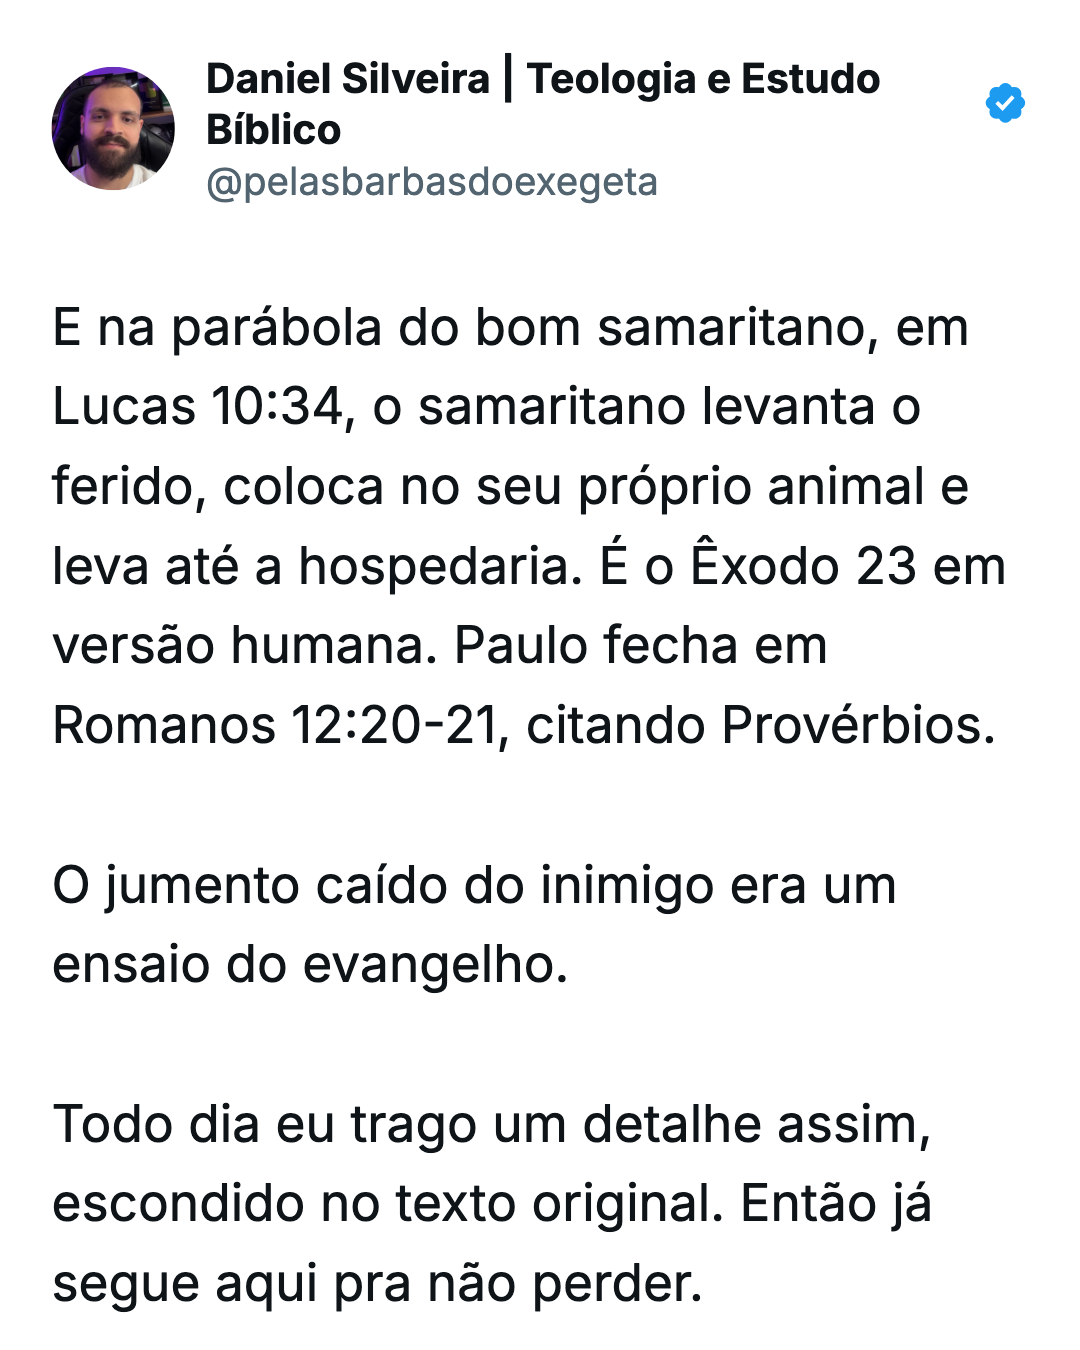 Daniel Silveira | Teologia e Estudo
Bíblico
@pelasbarbasdoexegeta
E na parábola do bom samaritano, em
Lucas 10:34, o samaritano levanta o
ferido, coloca no seu próprio animal e
leva até a hospedaria. É o Êxodo 23 em
versão humana. Paulo fecha em
Romanos 12:20-21, citando Provérbios.
O jumento caído do inimigo era um
ensaio do evangelho.
Todo dia eu trago um detalhe assim,
escondido no texto original. Então já
segue aqui pra não perder.